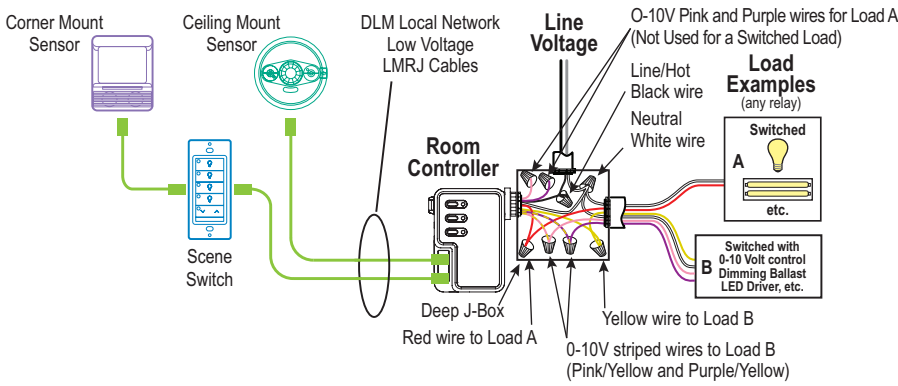 Corner Mount
Sensor
Ceiling Mount
Sensor
DLM Local Network
Low Voltage
LMRJ Cables
Line
Voltage
O-10V Pink and Purple wires for Load A
(Not Used for a Switched Load)
Line/Hot
Black wire
Neutral
White wire
Load
Examples
(any relay)
Switched
A
etc.
Room
Controller
Scene
Switch
B
Switched with
0-10 Volt control
Dimming Ballast
LED Driver, etc.
Deep J-Box
Red wire to Load A
Yellow wire to Load B
0-10V striped wires to Load B
(Pink/Yellow and Purple/Yellow)